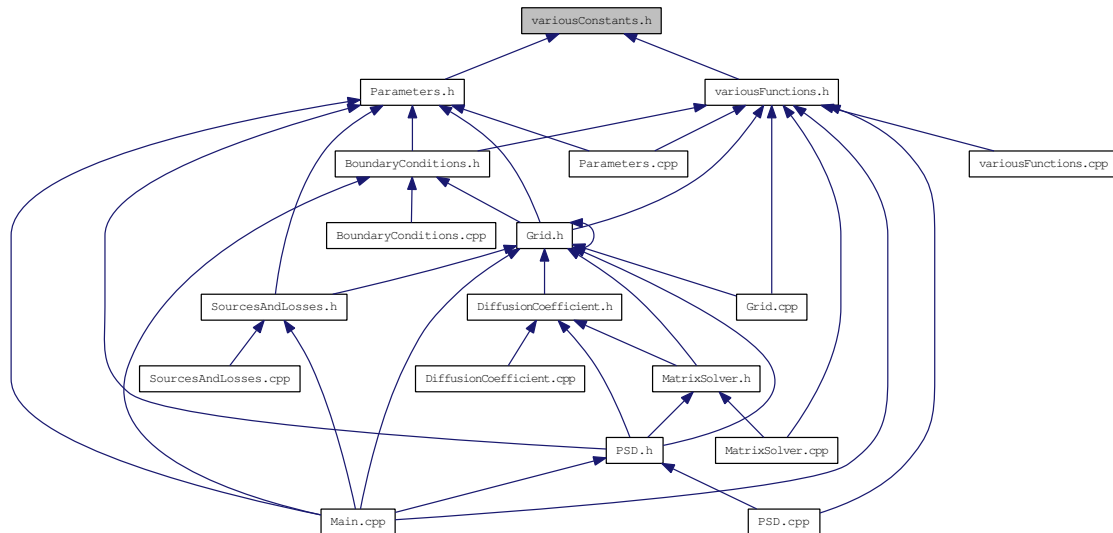 variousConstants.h
Parameters.h
variousFunctions.h
BoundaryConditions.h
Parameters.cpp
variousFunctions.cpp
BoundaryConditions.cpp
Grid.h
SourcesAndLosses.h
DiffusionCoefficient.h
Grid.cpp
SourcesAndLosses.cpp
DiffusionCoefficient.cpp
MatrixSolver.h
PSD.h
MatrixSolver.cpp
Main.cpp
PSD.cpp